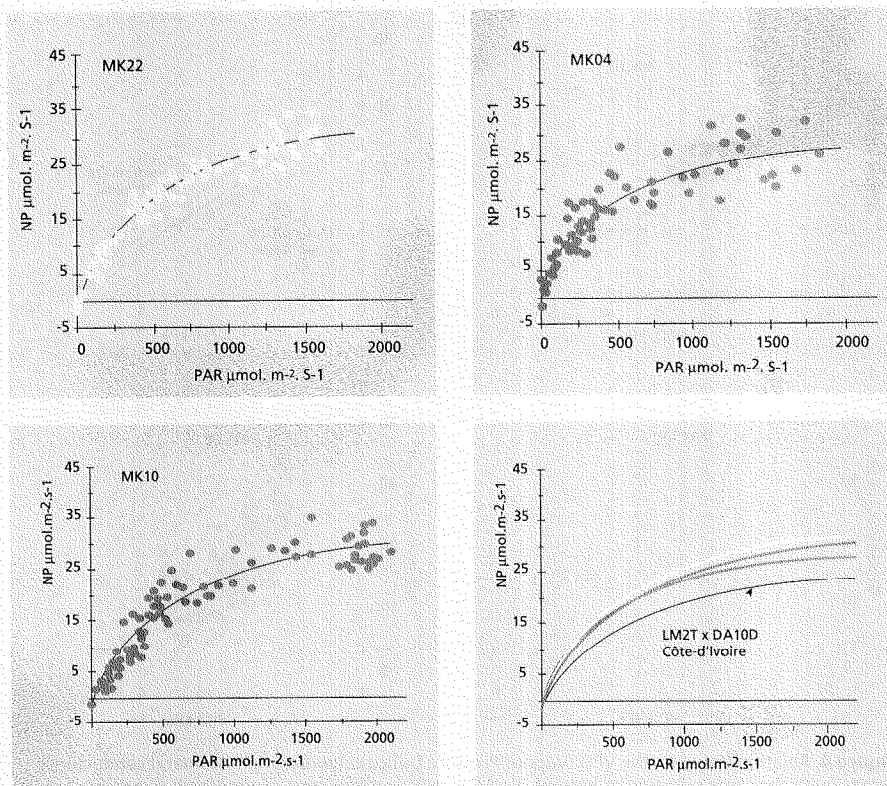 MK22
45
35
25
15
5
-5
NP μmol. m-2. S-1
0 500 1000 1500 2000
PAR μmol. m-2. S-1
MK04
45
35
25
15
5
-5
NP μmol. m-2. S-1
0 500 1000 1500 2000
PAR μmol. m-2. S-1
MK10
45
35
25
15
5
-5
NP μmol.m-2.s-1
0 500 1000 1500 2000
PAR μmol.m-2.s-1
45
35
25
15
5
-5
NP μmol.m-2.s-1
LM2T x DA10D
Côte-d'Ivoire
500 1000 1500 2000
PAR μmol.m-2.s-1